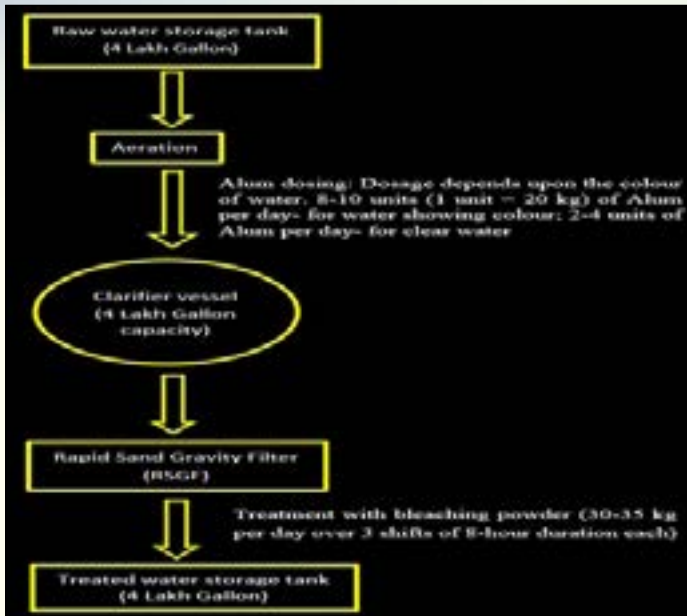 Raw water storage tank
(4 Lakh Gallon)
Aeration
Alum dosing: Dosage depends upon the colour
of water. 8-10 units (1 unit = 20 kg) of Alum
per day- for water showing colour; 2-4 units of
Alum per day- for clear water
Clarifier vessel
(4 Lakh Gallon
capacity)
Rapid Sand Gravity Filter
(RSGF)
Treatment with bleaching powder (30-35 kg
per day over 3 shifts of 8-hour duration each)
Treated water storage tank
(4 Lakh Gallon)